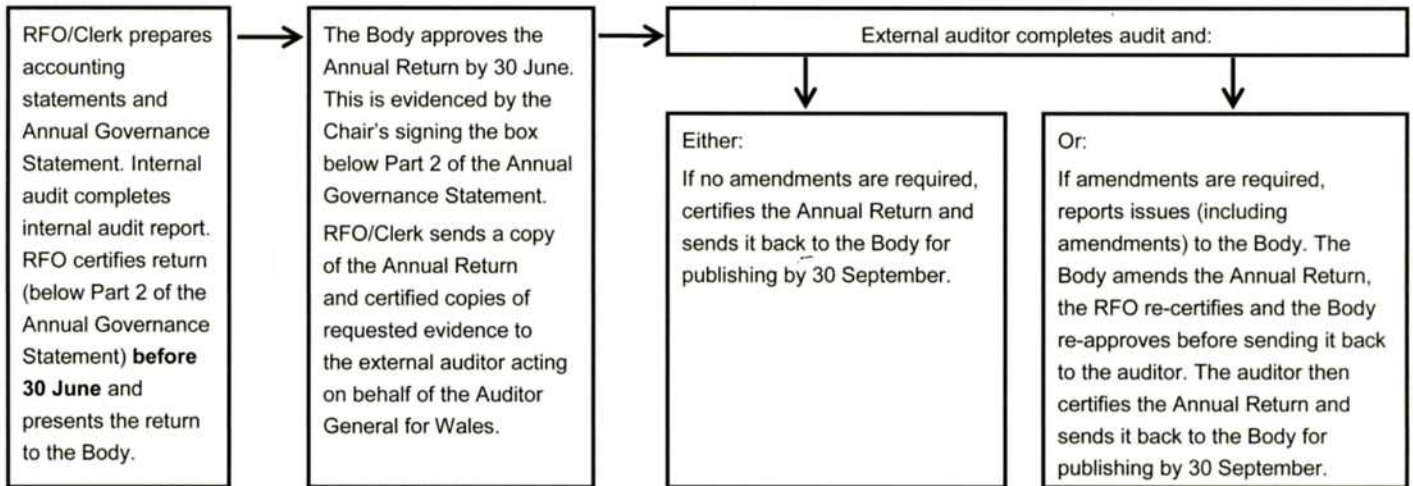 RFO/Clerk prepares
accounting
statements and
Annual Governance
Statement. Internal
audit completes
internal audit report.
RFO certifies return
(below Part 2 of the
Annual Governance
Statement) before
30 June and
presents the return
to the Body.
The Body approves the
Annual Return by 30 June.
This is evidenced by the
Chair's signing the box
below Part 2 of the Annual
Governance Statement.
RFO/Clerk sends a copy
of the Annual Return
and certified copies of
requested evidence to
the external auditor acting
on behalf of the Auditor
General for Wales.
External auditor completes audit and:
Either:
If no amendments are required,
certifies the Annual Return and
sends it back to the Body for
publishing by 30 September.
Or:
If amendments are required,
reports issues (including
amendments) to the Body. The
Body amends the Annual Return,
the RFO re-certifies and the Body
re-approves before sending it back
to the auditor. The auditor then
certifies the Annual Return and
sends it back to the Body for
publishing by 30 September.